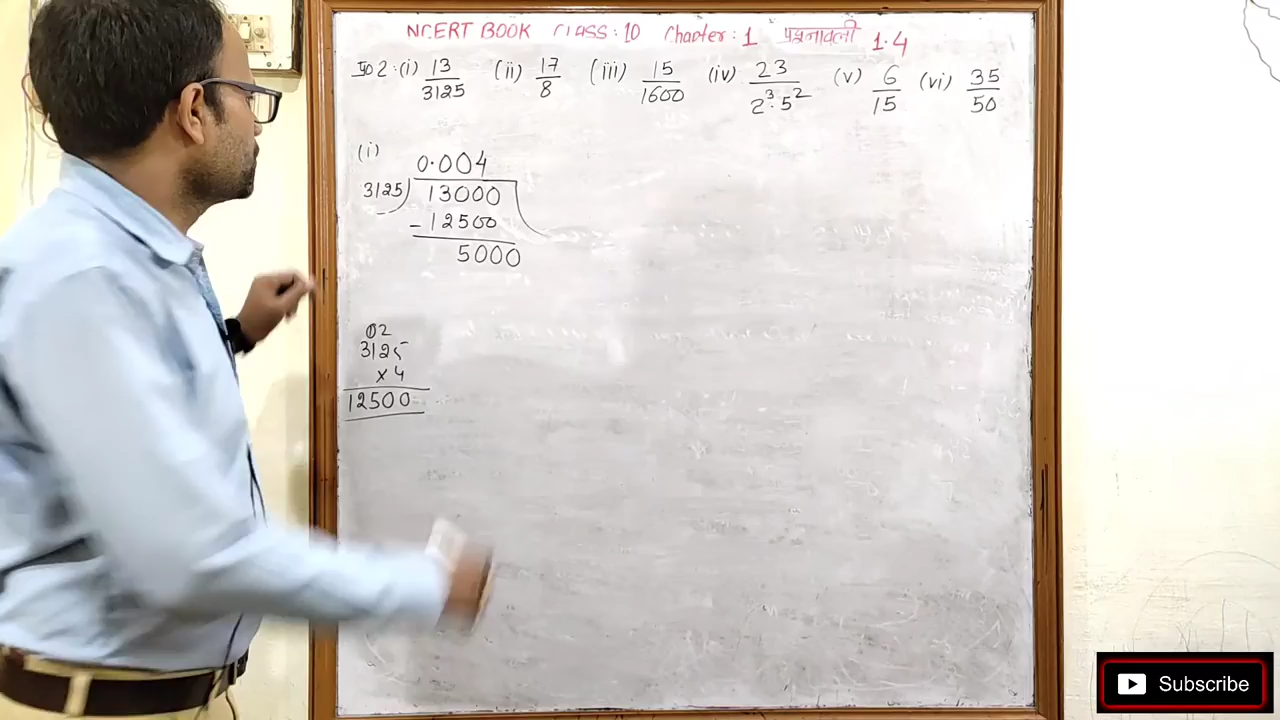 NCERT BOOK CLASS:10 Chapter:1 प्रश्नावली 1.4
(i) 13/3125 (ii) 17/8 (iii) 15/1600 (iv) 23/2³·5² (v) 6/15 (vi) 35/50
(i)
0.004
3125 ) 13000
-12500
5000
02
3125
×4
12500
Subscribe